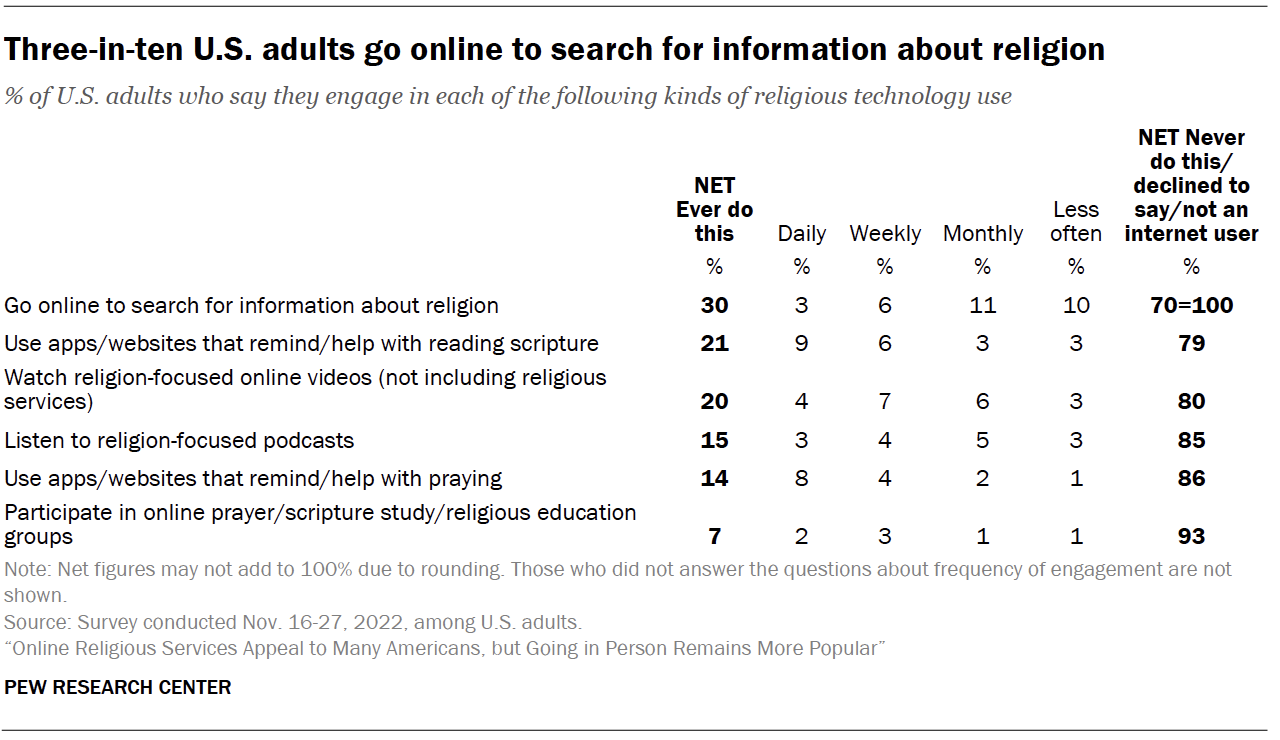 Three-in-ten U.S. adults go online to search for information about religion
% of U.S. adults who say they engage in each of the following kinds of religious technology use
NET Ever do this Daily Weekly Monthly Less often NET Never do this/ declined to say/not an internet user
% % % % % %
Go online to search for information about religion 30 3 6 11 10 70=100
Use apps/websites that remind/help with reading scripture 21 9 6 3 3 79
Watch religion-focused online videos (not including religious
services) 20 4 7 6 3 80
Listen to religion-focused podcasts 15 3 4 5 3 85
Use apps/websites that remind/help with praying 14 8 4 2 1 86
Participate in online prayer/scripture study/religious education
groups 7 2 3 1 1 93
Note: Net figures may not add to 100% due to rounding. Those who did not answer the questions about frequency of engagement are not
shown.
Source: Survey conducted Nov. 16-27, 2022, among U.S. adults.
“Online Religious Services Appeal to Many Americans, but Going in Person Remains More Popular”
PEW RESEARCH CENTER